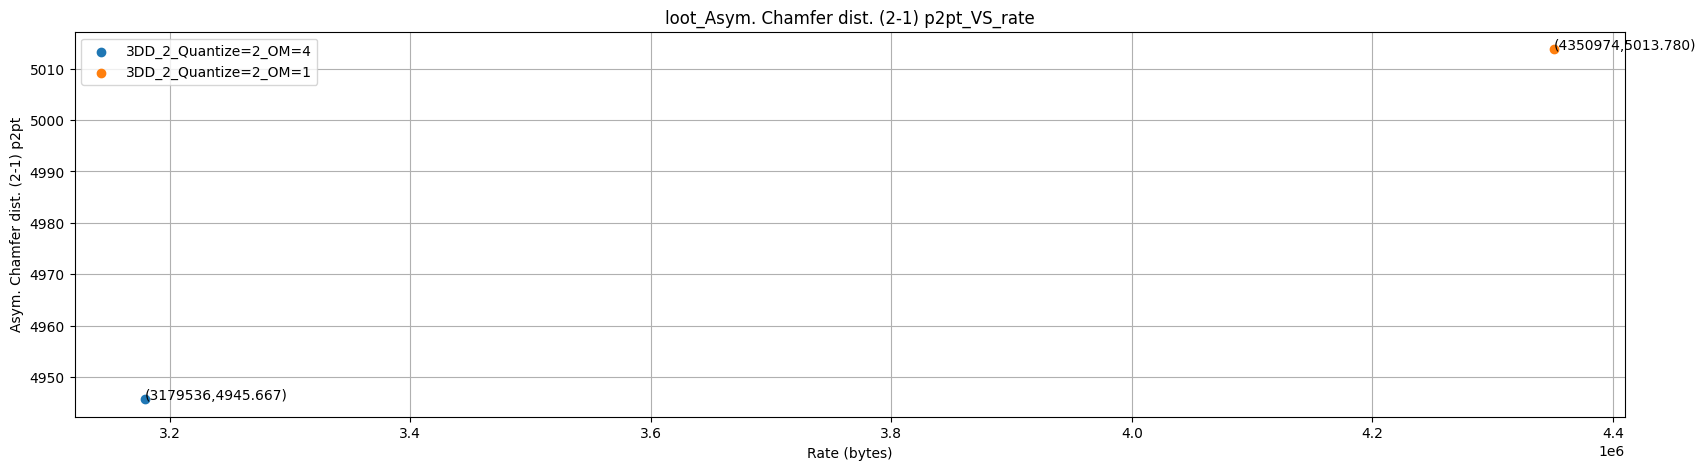 loot_Asym. Chamfer dist. (2-1) p2pt_VS_rate
3DD_2_Quantize=2_OM=4
3DD_2_Quantize=2_OM=1
(4350974,5013.780)
Asym. Chamfer dist. (2-1) p2pt
5010
5000
4990
4980
4970
4960
4950
(3179536,4945.667)
3.2 3.4 3.6 3.8 4.0 4.2 4.4
1e6
Rate (bytes)